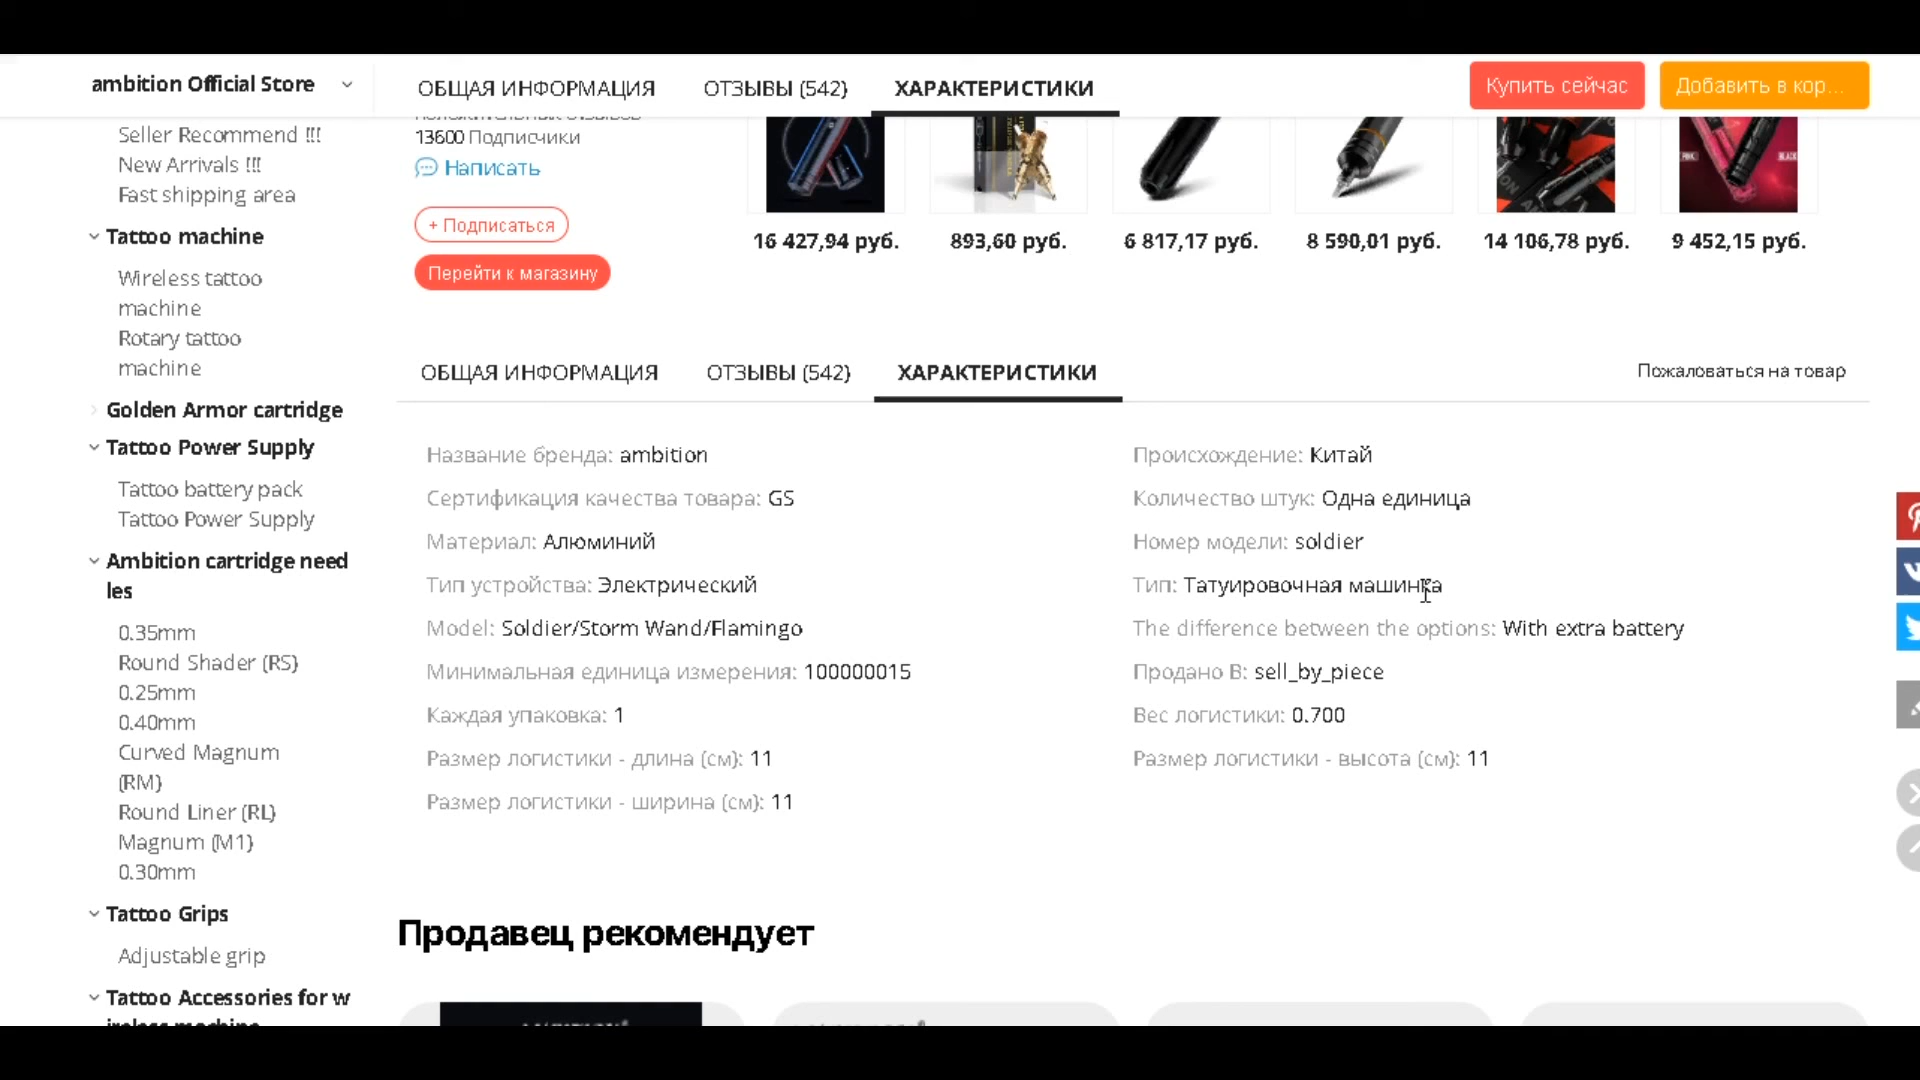 ambition Official Store
ОБЩАЯ ИНФОРМАЦИЯ
ОТЗЫВЫ (542)
ХАРАКТЕРИСТИКИ
Купить сейчас
Добавить в кор...
Seller Recommend !!!
New Arrivals !!!
Fast shipping area
Tattoo machine
Wireless tattoo
machine
Rotary tattoo
machine
Golden Armor cartridge
Tattoo Power Supply
Tattoo battery pack
Tattoo Power Supply
Ambition cartridge need
les
0.35mm
Round Shader (RS)
0.25mm
0.40mm
Curved Magnum
(RM)
Round Liner (RL)
Magnum (M1)
0.30mm
Tattoo Grips
Adjustable grip
Tattoo Accessories for w
ireless machine
13600 Подписчики
Написать
+ Подписаться
Перейти к магазину
PINK
BLACK
16 427,94 руб.
893,60 руб.
6 817,17 руб.
8 590,01 руб.
14 106,78 руб.
9 452,15 руб.
ОБЩАЯ ИНФОРМАЦИЯ
ОТЗЫВЫ (542)
ХАРАКТЕРИСТИКИ
Пожаловаться на товар
Название бренда: ambition
Происхождение: Китай
Сертификация качества товара: GS
Количество штук: Одна единица
Материал: Алюминий
Номер модели: soldier
Тип устройства: Электрический
Тип: Татуировочная машинка
Model: Soldier/Storm Wand/Flamingo
The difference between the options: With extra battery
Минимальная единица измерения: 100000015
Продано В: sell_by_piece
Каждая упаковка: 1
Вес логистики: 0.700
Размер логистики - длина (см): 11
Размер логистики - высота (см): 11
Размер логистики - ширина (см): 11
Продавец рекомендует